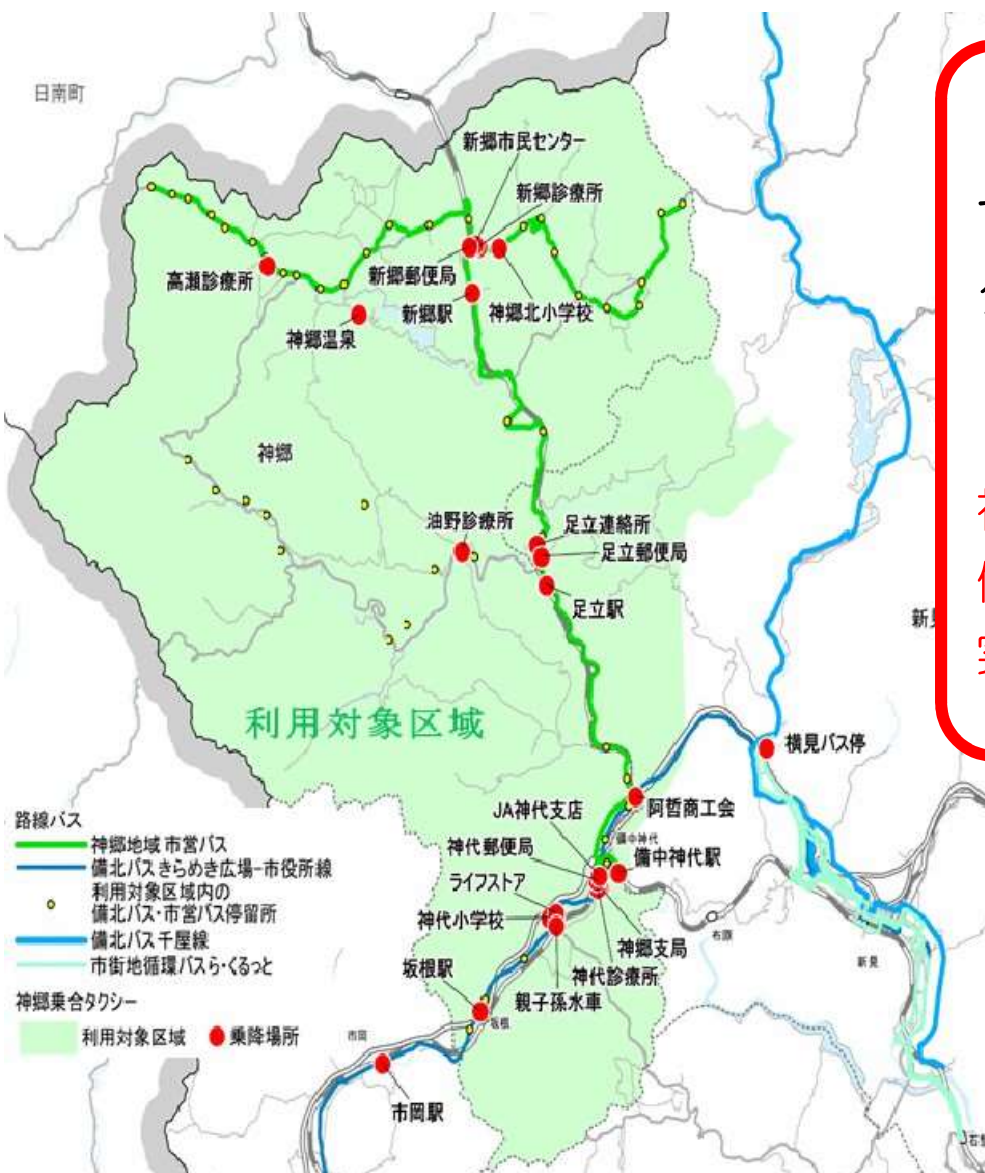 日南町
新郷市民センター
新郷診療所
高瀬診療所
新郷郵便局
新郷駅
神郷北小学校
神郷温泉
神郷
油野診療所
足立連絡所
足立郵便局
足立駅
新見
利用対象区域
横見バス停
JA神代支店
阿哲商工会
備中神代
神代郵便局
備中神代駅
ライフストア
神代小学校
神郷支局
神代診療所
坂根駅
親子孫水車
坂根
市岡
市岡駅
布原
新見
路線バス
神郷地域 市営バス
備北バス きらめき広場-市役所線
利用対象区域内の
備北バス・市営バス停留所
備北バス 千屋線
市街地循環バス ら・くるっと
神郷乗合タクシー
利用対象区域
乗降場所